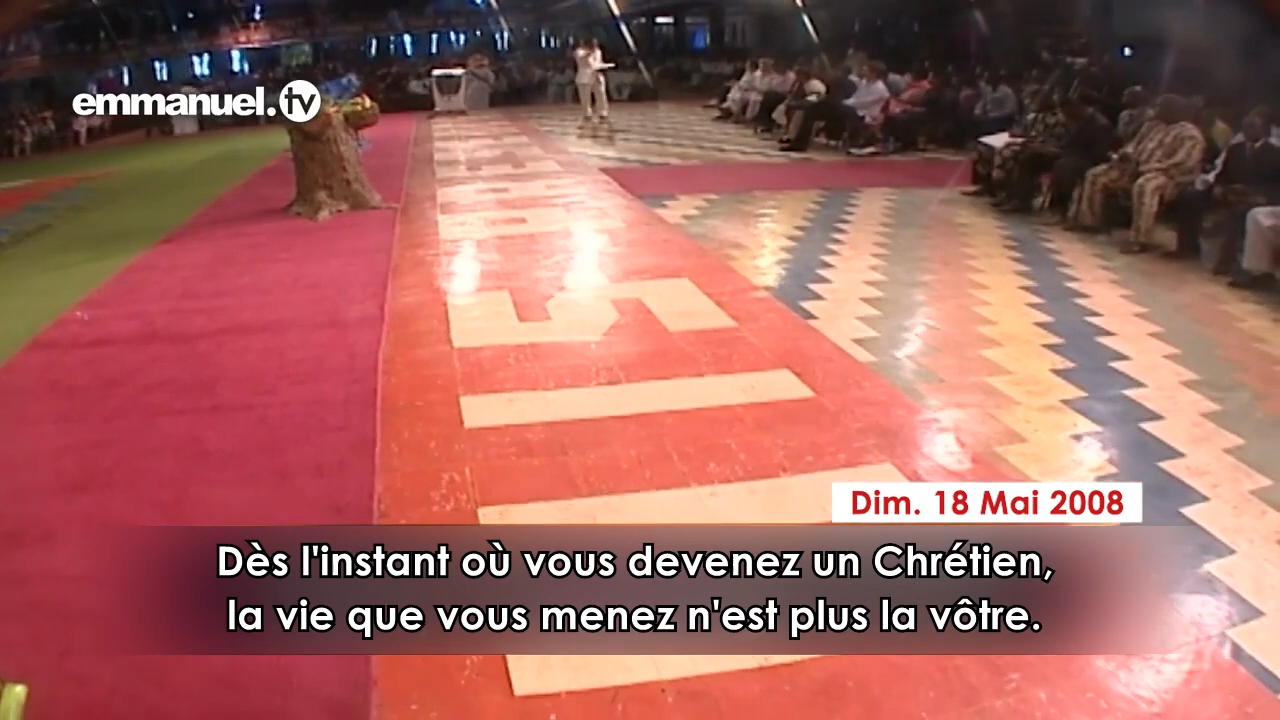 emmanuel.tv
Dim. 18 Mai 2008
Dès l'instant où vous devenez un Chrétien,
la vie que vous menez n'est plus la vôtre.